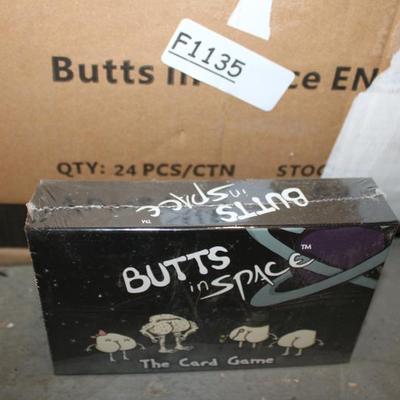 F1135
Butts in ce EN
QTY: 24 PCS/CTN STOC
BUTTS
in SPACE
TM
BUTTS
in SPACE™
The Card Game